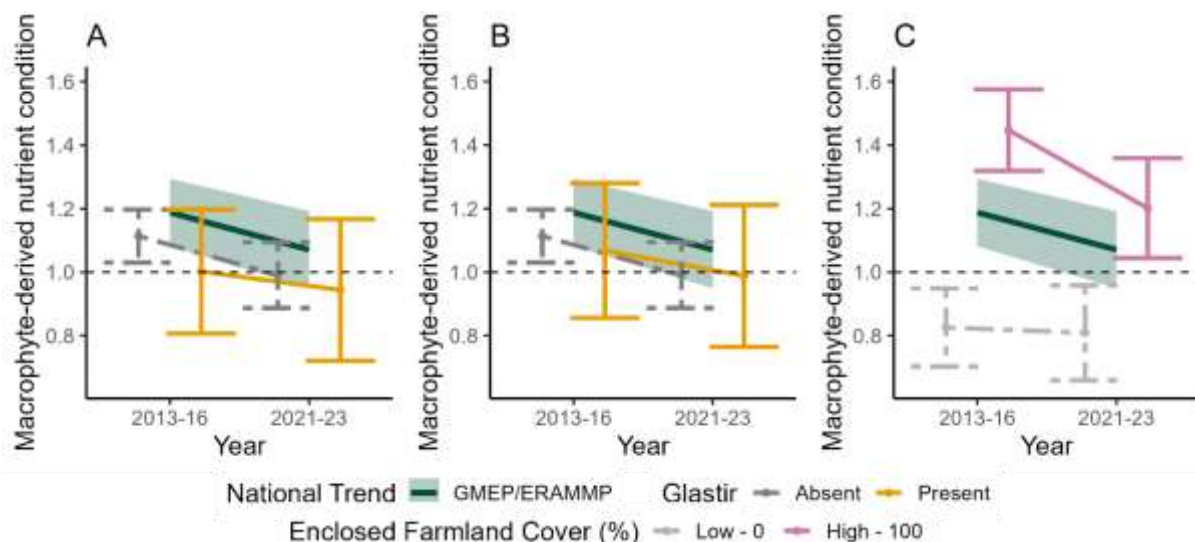 A
B
C
Macrophyte-derived nutrient condition
1.6
1.4
1.2
1.0
0.8
2013-16
2021-23
Year
Macrophyte-derived nutrient condition
1.6
1.4
1.2
1.0
0.8
2013-16
2021-23
Year
Macrophyte-derived nutrient condition
1.6
1.4
1.2
1.0
0.8
2013-16
2021-23
Year
National Trend GMEP/ERAMMP Glastir Absent Present
Enclosed Farmland Cover (%) Low - 0 High - 100